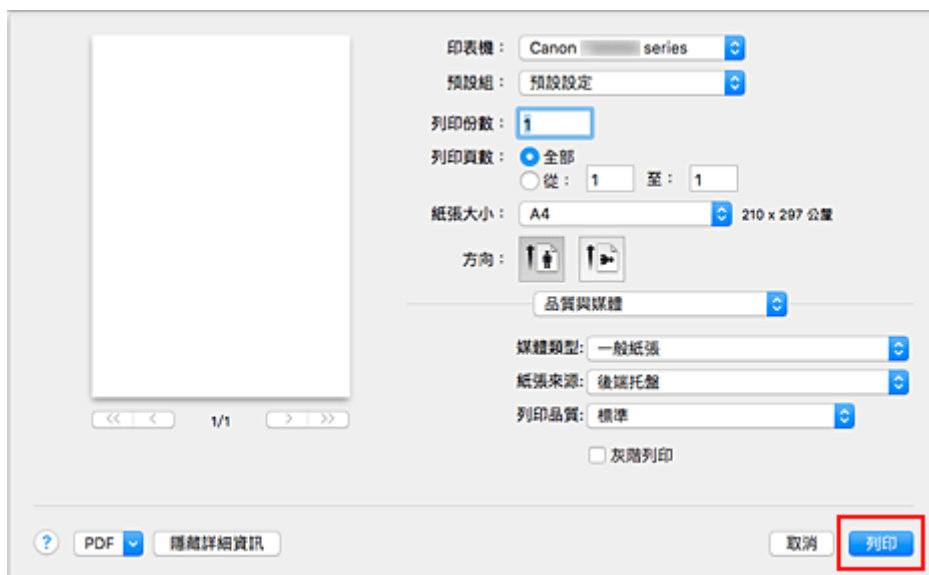 印表機： Canon series
預設組： 預設設定
列印份數： 1
列印頁數： 全部
從： 1 至： 1
紙張大小： A4 210 x 297 公釐
方向：
品質與媒體
媒體類型: 一般紙張
紙張來源: 後端托盤
列印品質: 標準
灰階列印
<< < 1/1 > >>
? PDF 隱藏詳細資訊 取消 列印